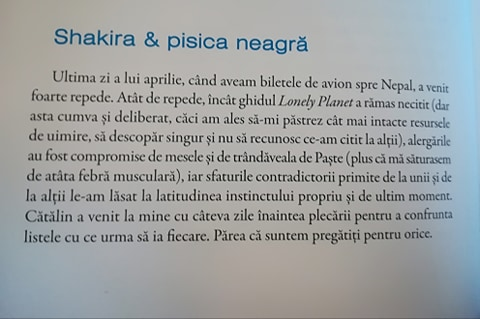 Shakira & pisica neagră
Ultima zi a lui aprilie, când aveam biletele de avion spre Nepal, a venit
foarte repede. Atât de repede, încât ghidul Lonely Planet a rămas necitit (dar
asta cumva și deliberat, căci am ales să-mi păstrez cât mai intacte resursele
de uimire, să descopăr singur și nu să recunosc ce-am citit la alții), alergările
au fost compromise de mesele și de trândăveala de Paște (plus că mă săturasem
de atâta febră musculară), iar sfaturile contradictorii primite de la unii și de
la alții le-am lăsat la latitudinea instinctului propriu și de ultim moment.
Cătălin a venit la mine cu câteva zile înaintea plecării pentru a confrunta
listele cu ce urma să ia fiecare. Părea că suntem pregătiți pentru orice.